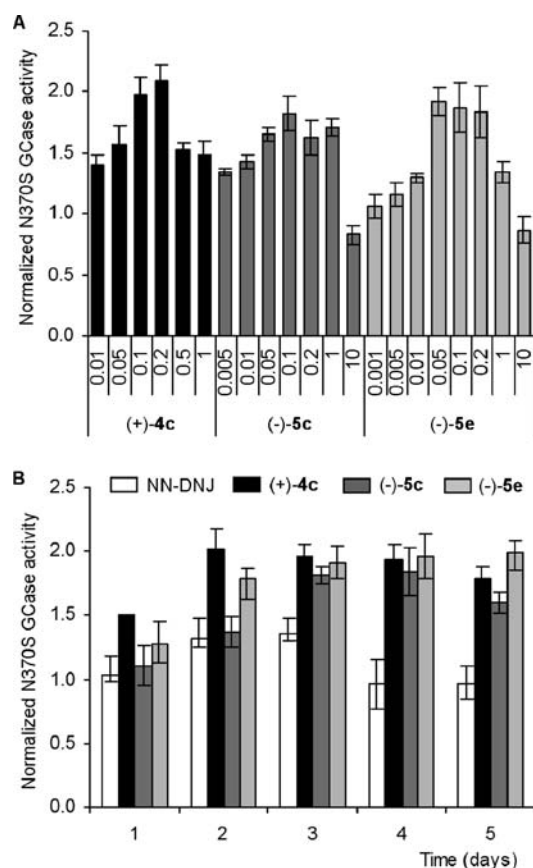 A
Normalized N370S GCase activity
2.5
2.0
1.5
1.0
0.5
0.0
0.01 0.05 0.1 0.2 0.5 1 0.005 0.01 0.05 0.1 0.2 1 10 0.001 0.005 0.01 0.05 0.1 0.2 1 10
(+)-4c (-)-5c (-)-5e
B
NN-DNJ (+)-4c (-)-5c (-)-5e
Normalized N370S GCase activity
2.5
2.0
1.5
1.0
0.5
0.0
1 2 3 4 5
Time (days)